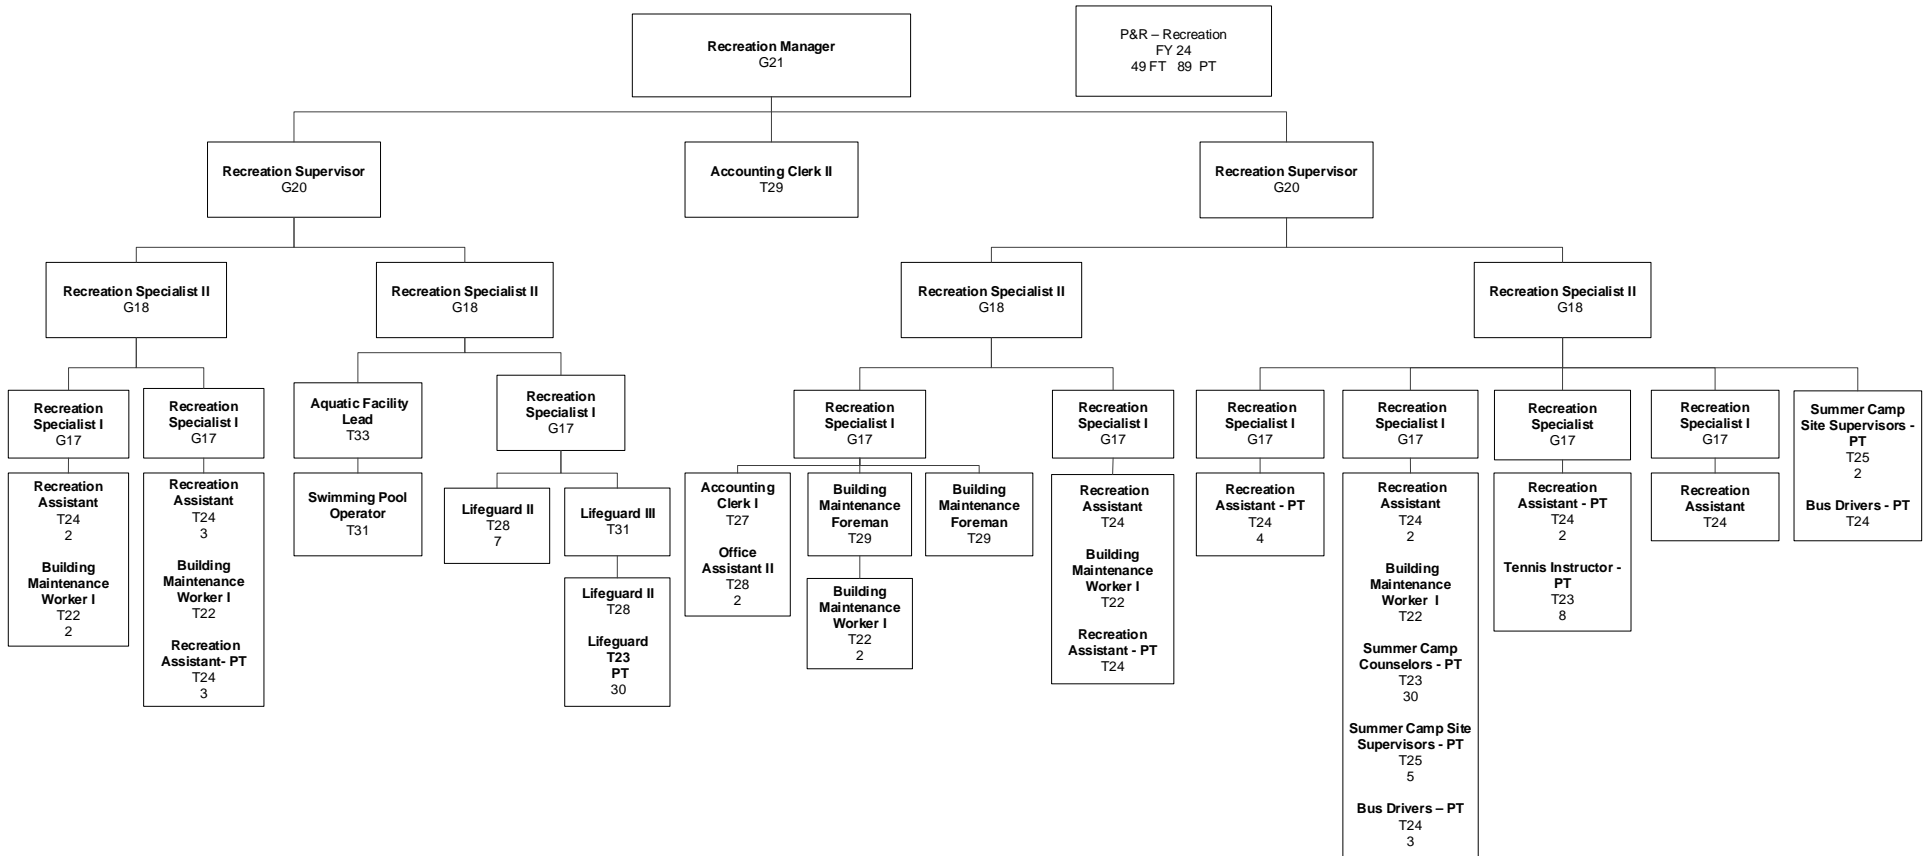 Recreation Manager
G21
P&R – Recreation
FY 24
49 FT 89 PT
Recreation Supervisor
G20
Accounting Clerk II
T29
Recreation Supervisor
G20
Recreation Specialist II
G18
Recreation Specialist II
G18
Recreation Specialist II
G18
Recreation Specialist II
G18
Recreation
Specialist I
G17
Recreation
Specialist I
G17
Aquatic Facility
Lead
T33
Recreation
Specialist I
G17
Recreation
Specialist I
G17
Recreation
Specialist I
G17
Recreation
Specialist I
G17
Recreation
Specialist I
G17
Recreation
Specialist
G17
Recreation
Specialist I
G17
Summer Camp
Site Supervisors -
PT
T25
2
Bus Drivers - PT
T24
Recreation
Assistant
T24
2
Building
Maintenance
Worker I
T22
2
Recreation
Assistant
T24
3
Building
Maintenance
Worker I
T22
Recreation
Assistant- PT
T24
3
Swimming Pool
Operator
T31
Lifeguard II
T28
7
Lifeguard III
T31
Lifeguard II
T28
Lifeguard
T23
PT
30
Accounting
Clerk I
T27
Office
Assistant II
T28
2
Building
Maintenance
Foreman
T29
Building
Maintenance
Worker I
T22
2
Building
Maintenance
Foreman
T29
Recreation
Assistant
T24
Building
Maintenance
Worker I
T22
Recreation
Assistant - PT
T24
Recreation
Assistant - PT
T24
4
Recreation
Assistant
T24
2
Building
Maintenance
Worker I
T22
Summer Camp
Counselors - PT
T23
30
Summer Camp Site
Supervisors - PT
T25
5
Bus Drivers – PT
T24
3
Recreation
Assistant - PT
T24
2
Tennis Instructor -
PT
T23
8
Recreation
Assistant
T24